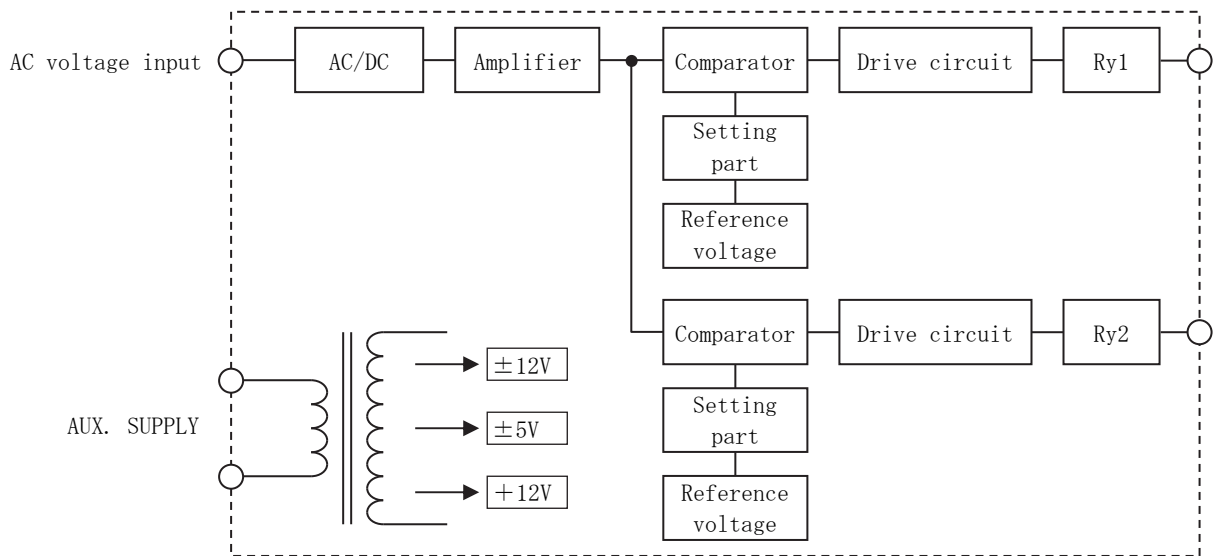 AC voltage input
AC/DC
Amplifier
Comparator
Drive circuit
Ry1
Setting
part
Reference
voltage
Comparator
Drive circuit
Ry2
Setting
part
Reference
voltage
AUX. SUPPLY
±12V
±5V
+12V